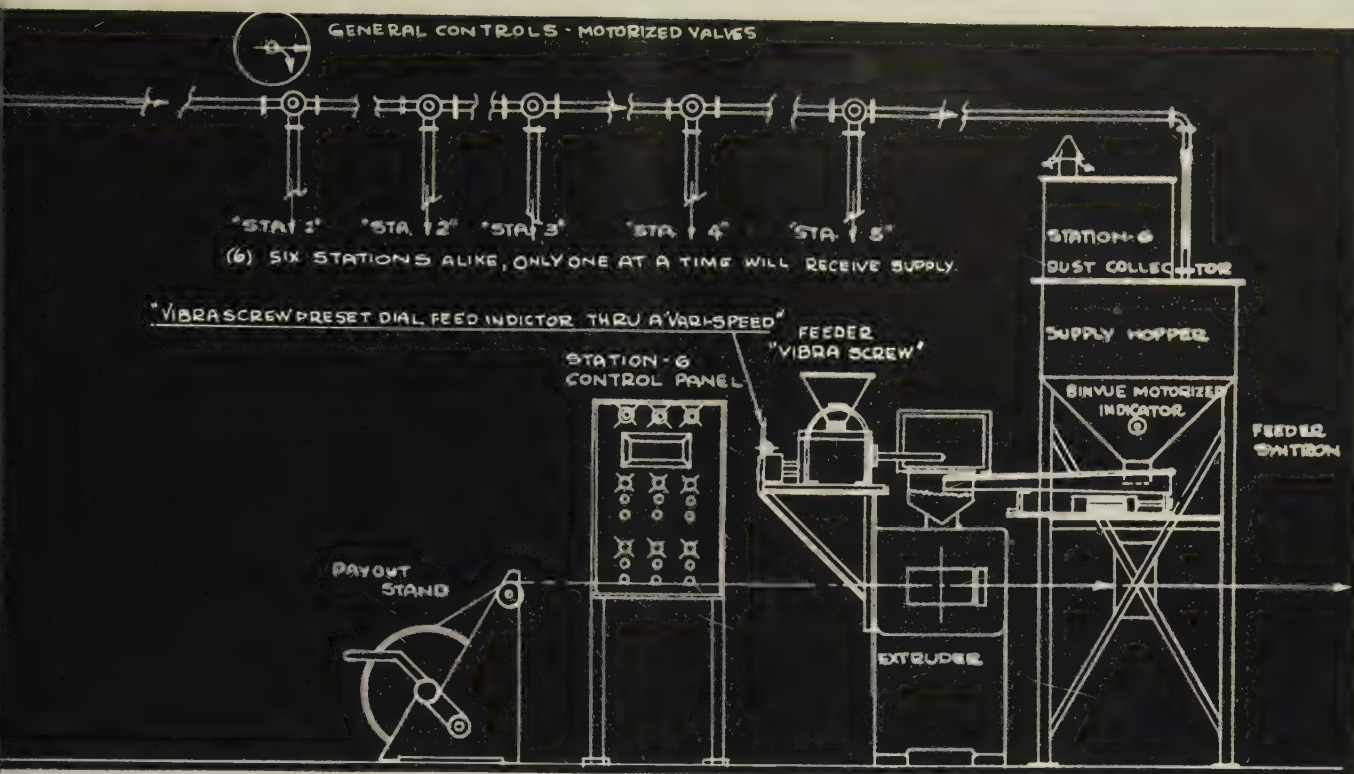 GENERAL CONTROLS - MOTORIZED VALVES
"STA. 1" "STA. 2" "STA. 3" "STA. 4" "STA. 5"
(6) SIX STATIONS ALIKE, ONLY ONE AT A TIME WILL RECEIVE SUPPLY.
STATION-6
DUST COLLECTOR
"VIBRA SCREW PRESET DIAL FEED INDICTOR THRU A VARI-SPEED"
FEEDER
"VIBRA SCREW"
SUPPLY HOPPER
STATION-6
CONTROL PANEL
BINVUE MOTORIZED
INDICATOR
FEEDER
SYNTRON
PAYOUT
STAND
EXTRUDER